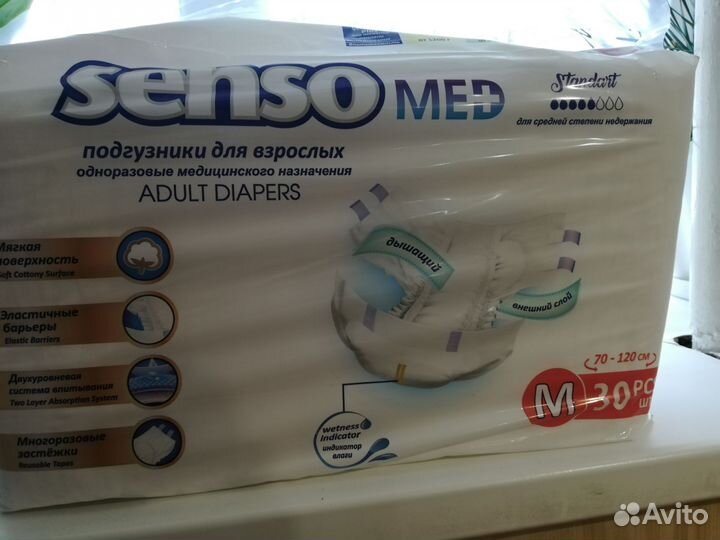 senso MED
Standart
для средней степени недержания
подгузники для взрослых
одноразовые медицинского назначения
ADULT DIAPERS
Мягкая
поверхность
Soft Cottony Surface
Эластичные
барьеры
Elastic Barriers
Двухуровневая
система впитывания
Two Layer Absorption System
Многоразовые
застёжки
Reusable Tapes
дышащий
внешний слой
wetness
indicator
индикатор
влаги
70 - 120 СМ
M 30 PC
ШТ
Avito